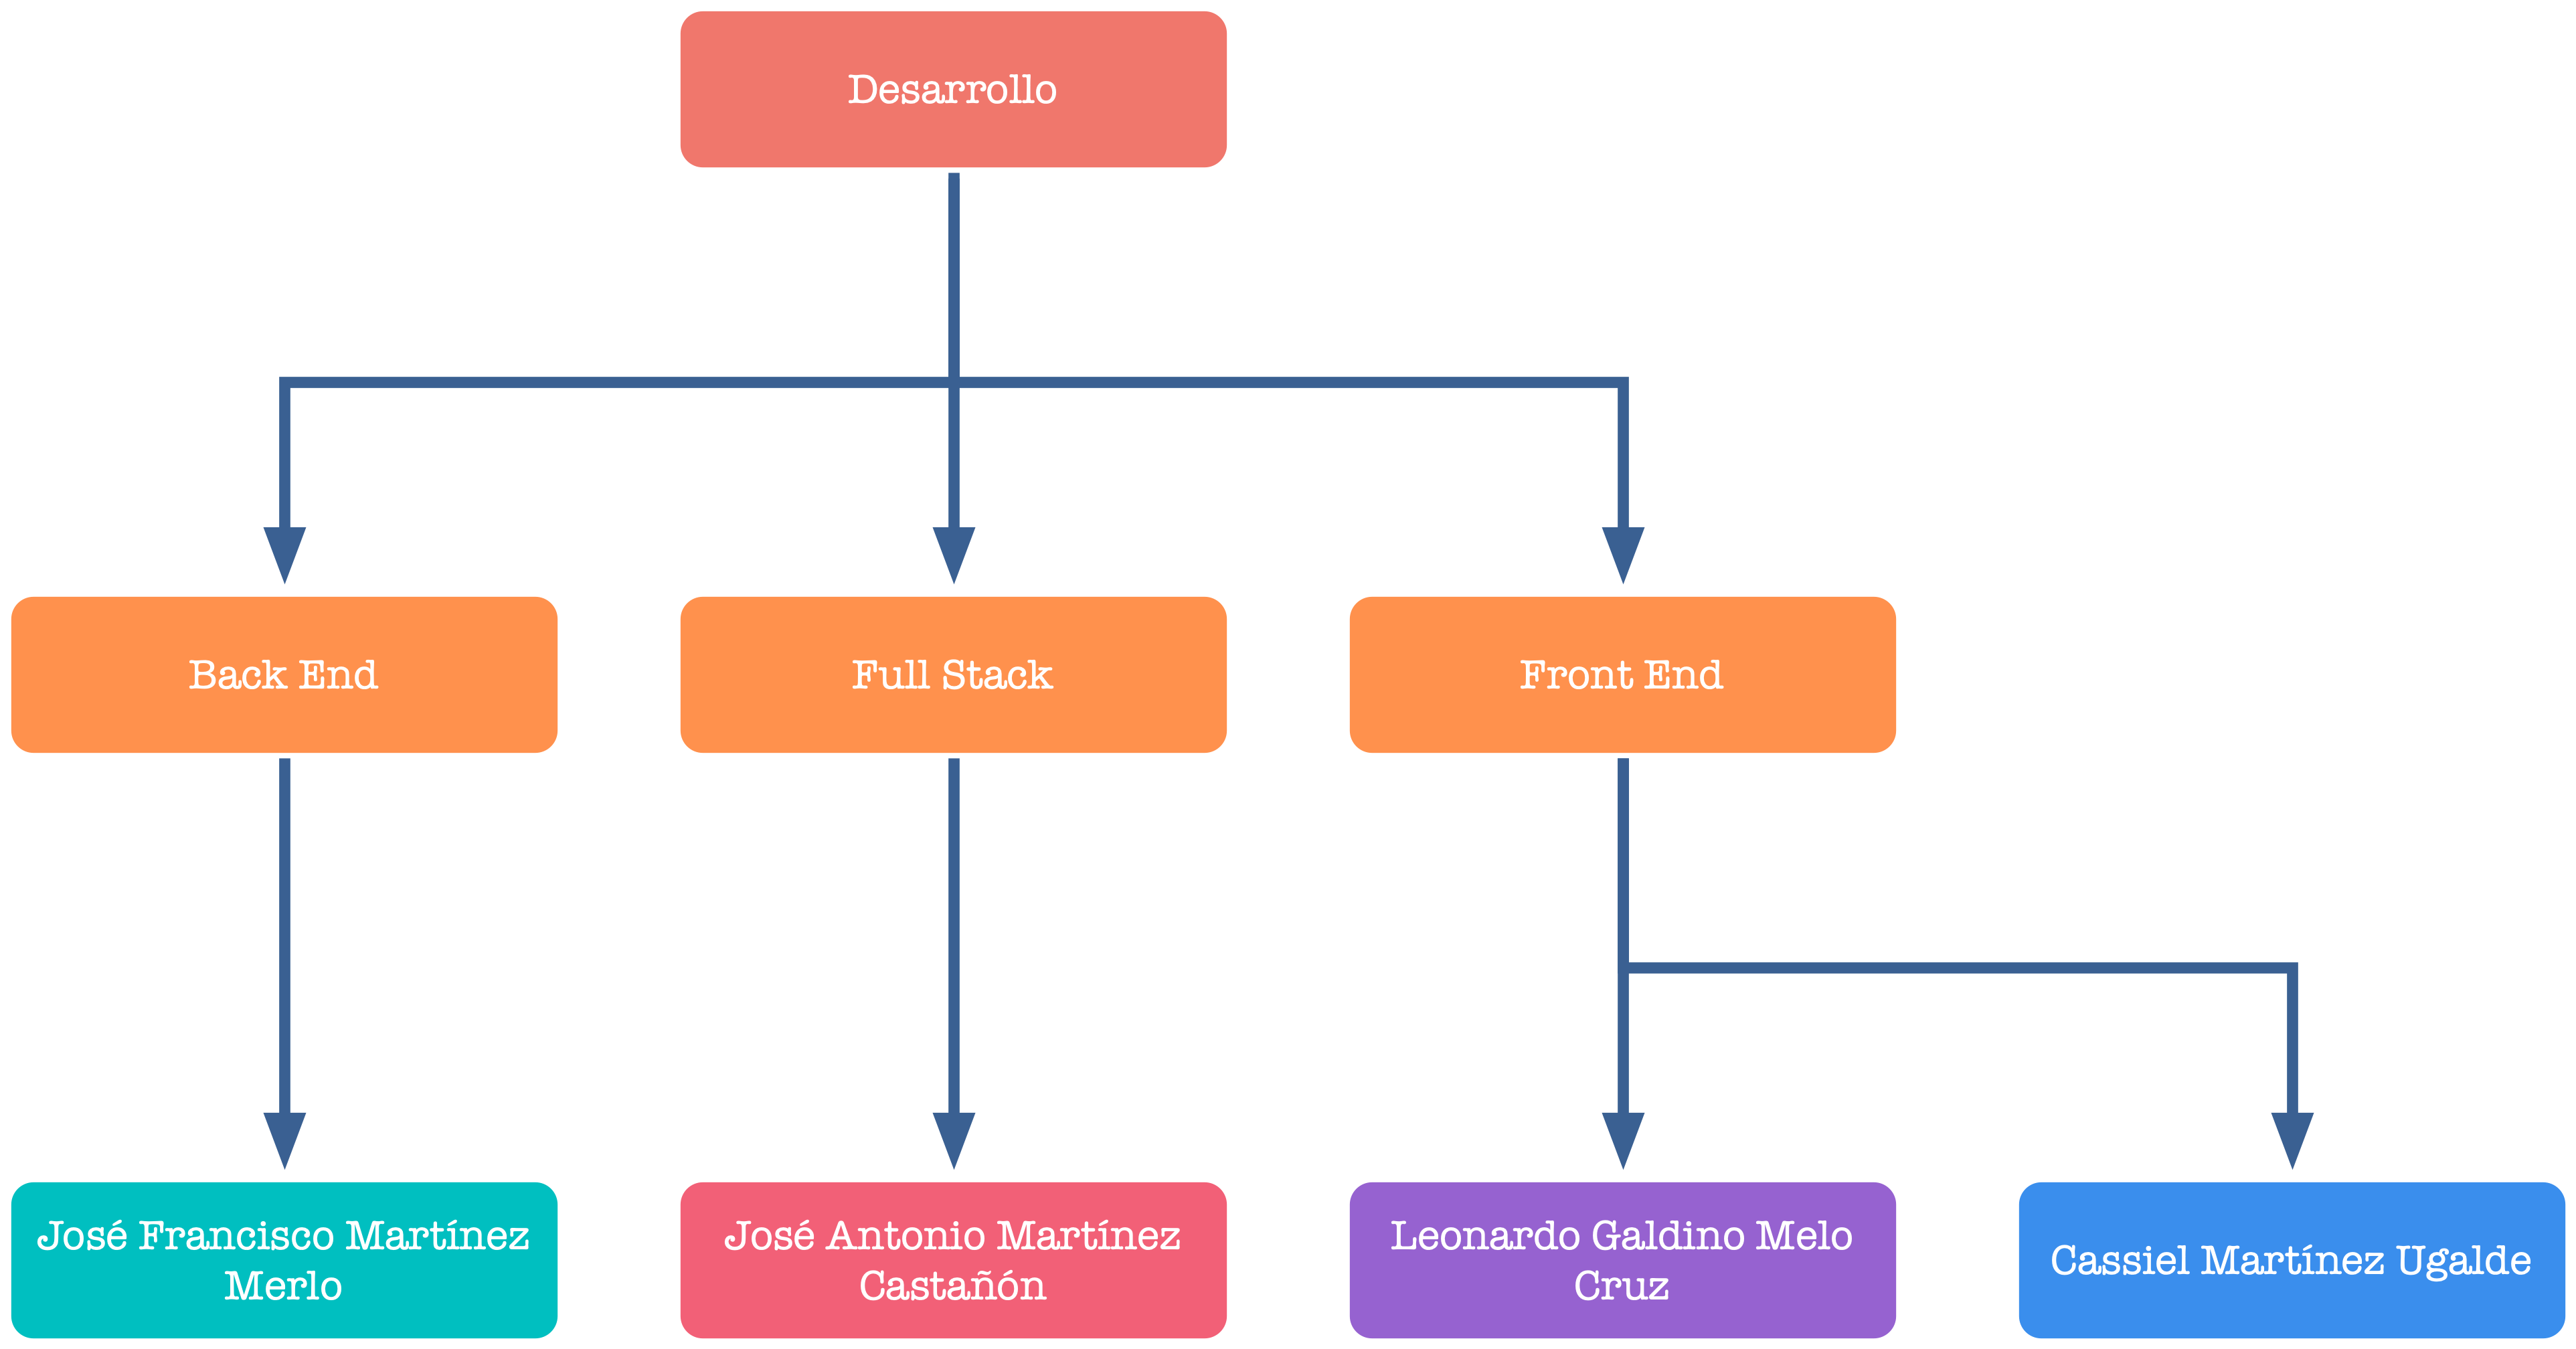 Desarrollo
Back End
Full Stack
Front End
José Francisco Martínez
Merlo
José Antonio Martínez
Castañón
Leonardo Galdino Melo
Cruz
Cassiel Martínez Ugalde